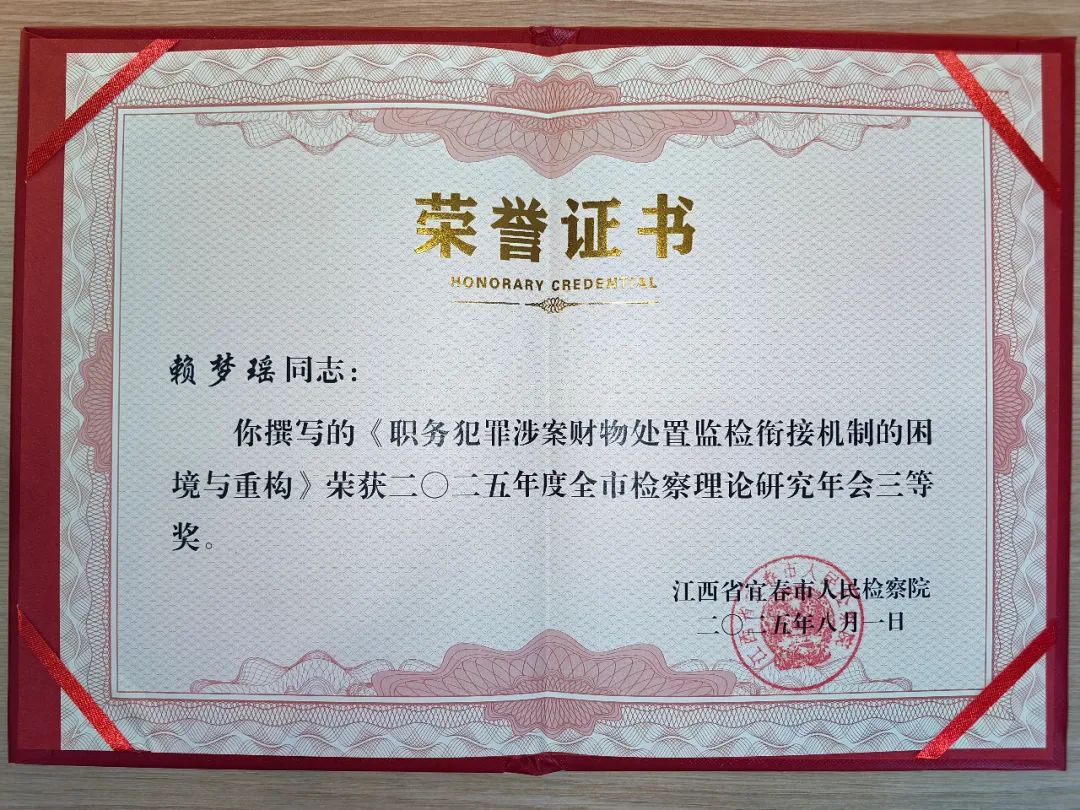 荣誉证书
HONORARY CREDENTIAL
赖梦瑶同志：
你撰写的《职务犯罪涉案财物处置监检衔接机制的困
境与重构》荣获二〇二五年度全市检察理论研究年会三等
奖。
江西省宜春市人民检察院
二〇二五年八月一日